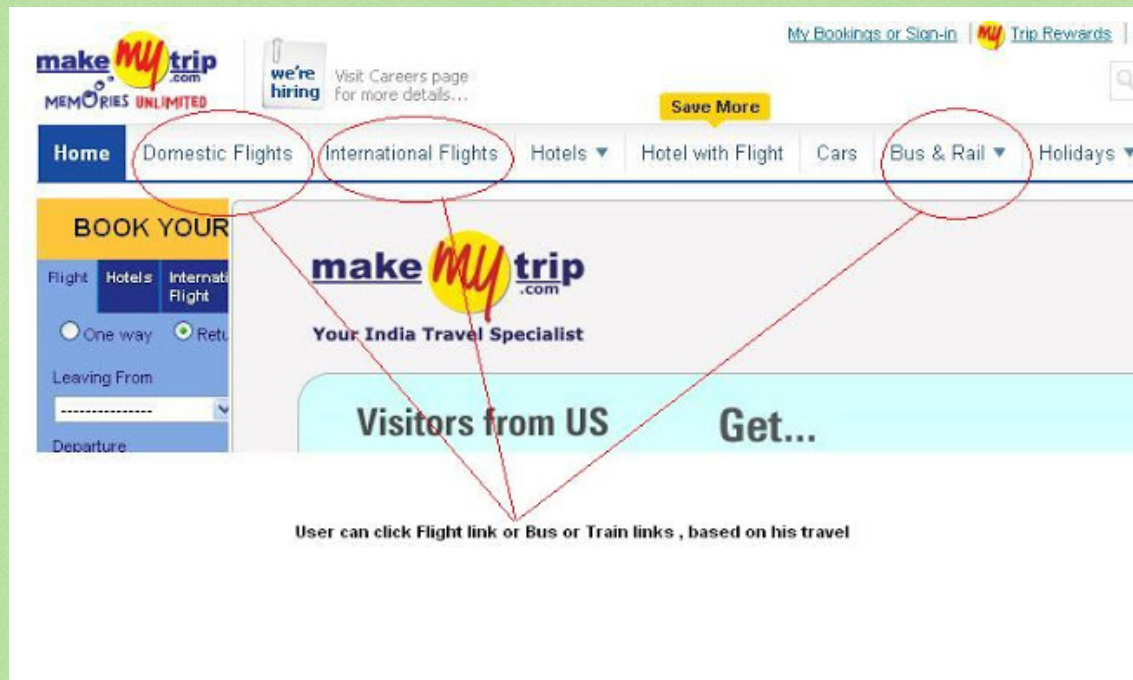 My Bookings or Sign-in | my Trip Rewards |
make my trip .com
MEMORIES UNLIMITED
we're hiring
Visit Careers page
for more details...
Save More
Home Domestic Flights International Flights Hotels ▼ Hotel with Flight Cars Bus & Rail ▼ Holidays ▼
BOOK YOUR
Flight Hotels Internati
Flight
One way Retu
Leaving From
---------------
Departure
make my trip .com
Your India Travel Specialist
Visitors from US Get...
User can click Flight link or Bus or Train links , based on his travel